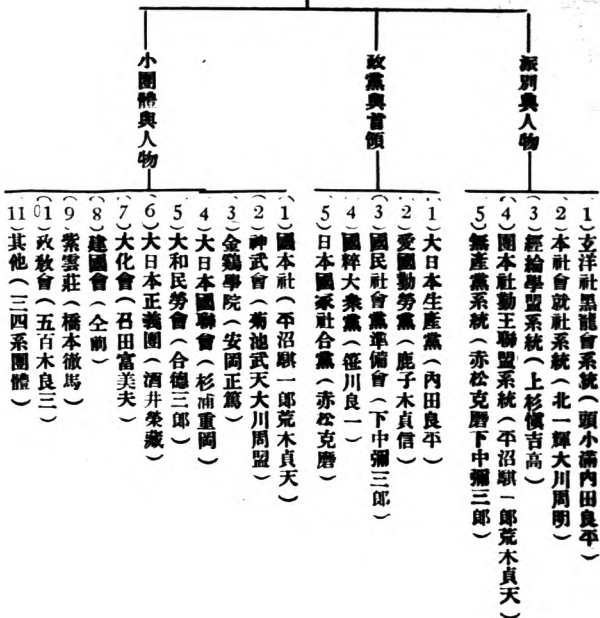 派別與人物
(1)玄洋社黑龍會系統(頭小滿內田良平)
(2)本社會就社系統(北一輝大川周明)
(3)經綸學盟系統(上杉愼吉高)
(4)國本社勤王聯盟系統(平沼騏一郎荒木貞夫)
(5)無產黨系統(赤松克磨下中彌三郎)
政黨與首領
(1)大日本生產黨(內田良平)
(2)愛國勤勞黨(鹿子木貞信)
(3)國民社會黨準備會(下中彌三郎)
(4)國粹大衆黨(笹川良一)
(5)日本國家社合黨(赤松克磨)
小團體與人物
(1)國本社(平沼騏一郎荒木貞天)
(2)神武會(菊池武天大川周盟)
(3)金鷄學院(安岡正篤)
(4)大日本國聯會(杉浦重岡)
(5)大和民勞會(合德三郎)
(6)大日本正義團(酒井榮藏)
(7)大化會(召田富美夫)
(8)建國會(仝前)
(9)紫雲莊(橋本徹馬)
(10)政敎會(五百木良三)
11(其他(三四系團體)